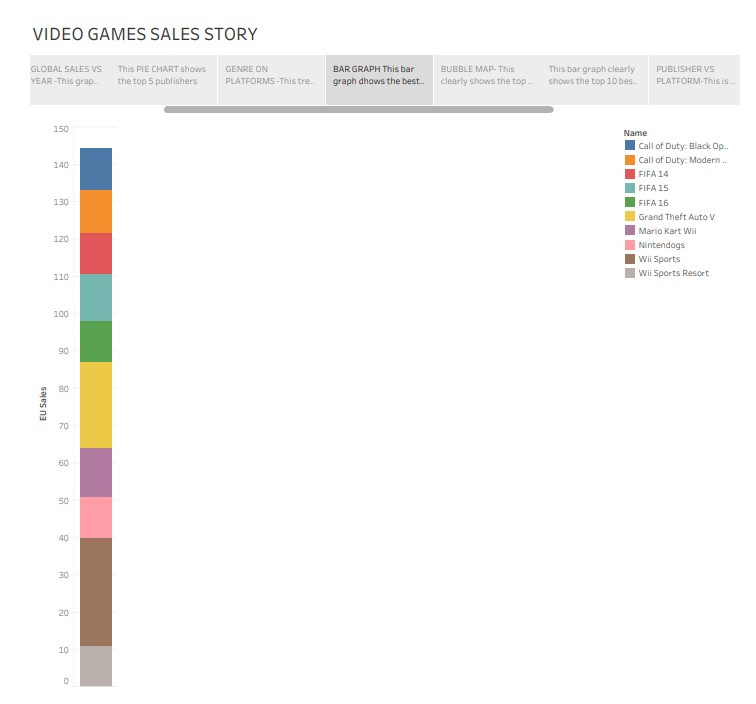 VIDEO GAMES SALES STORY
GLOBAL SALES VS
YEAR -This grap..
This PIE CHART shows
the top 5 publishers
GENRE ON
PLATFORMS -This tre..
BAR GRAPH This bar
graph dhows the best..
BUBBLE MAP- This
clearly shows the top ..
This bar graph clearly
shows the top 10 bes..
PUBLISHER VS
PLATFORM-This is ..
150
140
130
120
110
100
90
80
70
60
50
40
30
20
10
0
EU Sales
Name
Call of Duty: Black Op..
Call of Duty: Modern ..
FIFA 14
FIFA 15
FIFA 16
Grand Theft Auto V
Mario Kart Wii
Nintendogs
Wii Sports
Wii Sports Resort